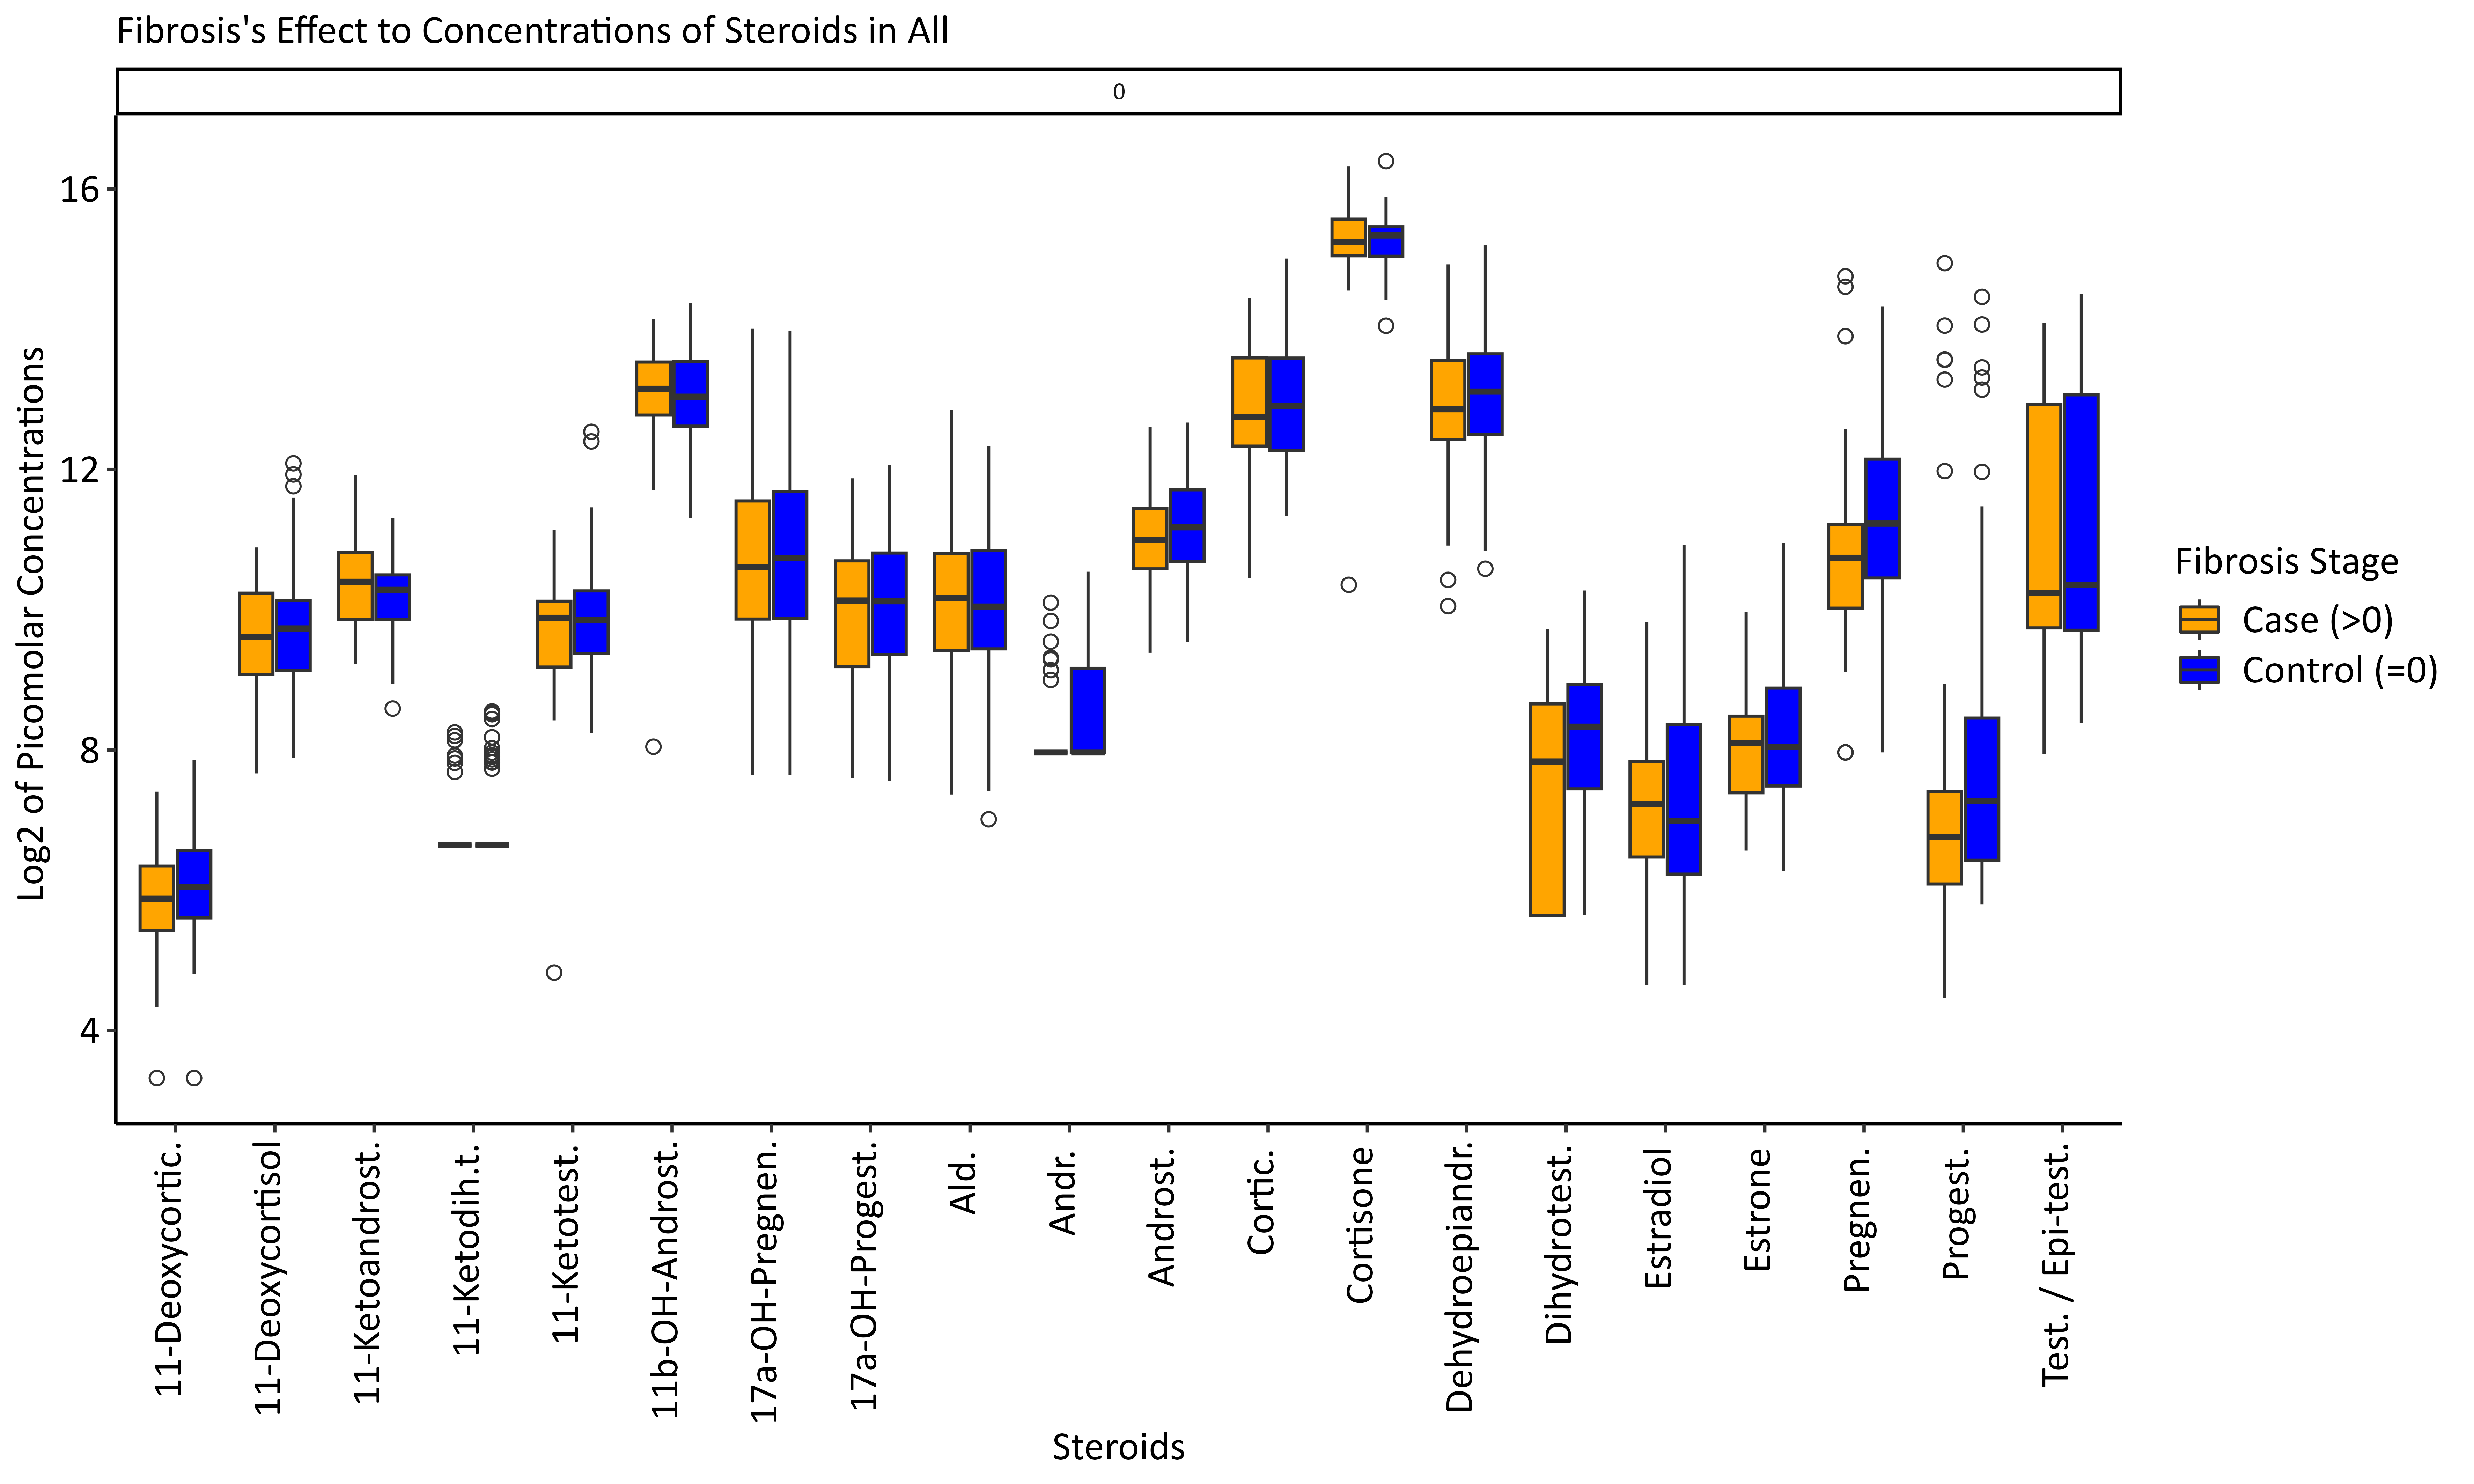 Fibrosis's Effect to Concentrations of Steroids in All
0
Log2 of Picomolar Concentrations
16
12
8
4
11-Deoxycortic.
11-Deoxycortisol
11-Ketoandrost.
11-Ketodih.t.
11-Ketotest.
11b-OH-Androst.
17a-OH-Pregnen.
17a-OH-Progest.
Ald.
Andr.
Androst.
Cortic.
Cortisone
Dehydroepiandr.
Dihydrotest.
Estradiol
Estrone
Pregnen.
Progest.
Test. / Epi-test.
Steroids
Fibrosis Stage
Case (>0)
Control (=0)